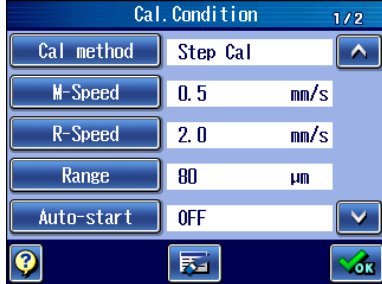 Cal.Condition 1/2
Cal method Step Cal
M-Speed 0.5 mm/s
R-Speed 2.0 mm/s
Range 80 μm
Auto-start OFF
? OK